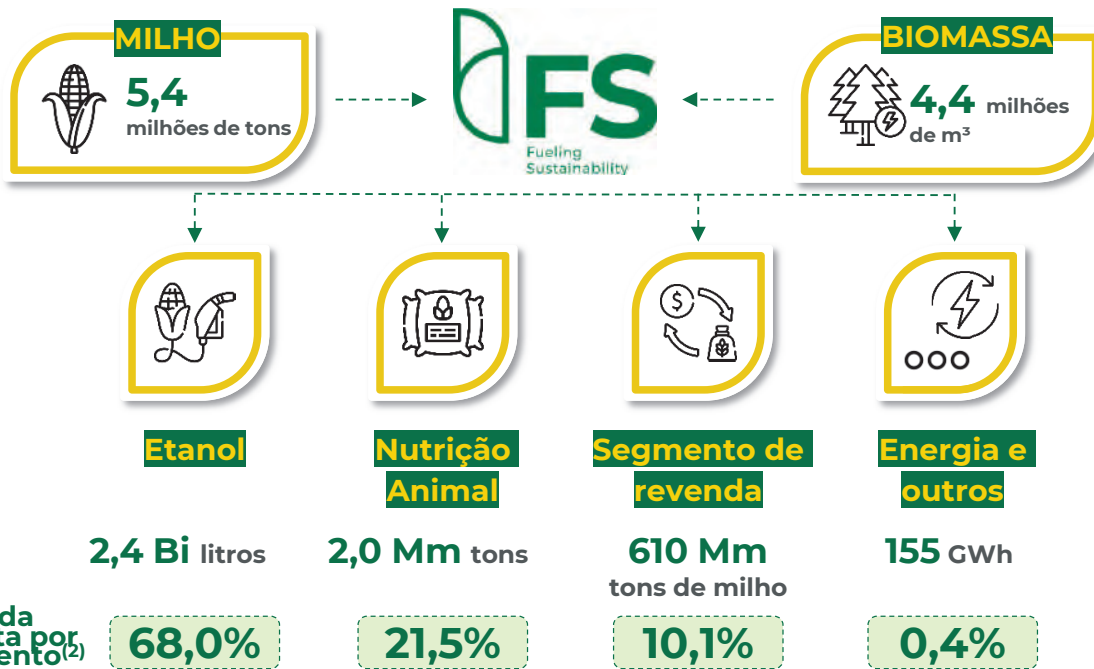 MILHO
5,4
milhões de tons
FS
Fueling
Sustainability
BIOMASSA
4,4 milhões
de m³
$
Etanol
Nutrição
Animal
Segmento de
revenda
Energia e
outros
2,4 Bi litros
2,0 Mm tons
610 Mm
tons de milho
155 GWh
por
(2)
68,0%
21,5%
10,1%
0,4%